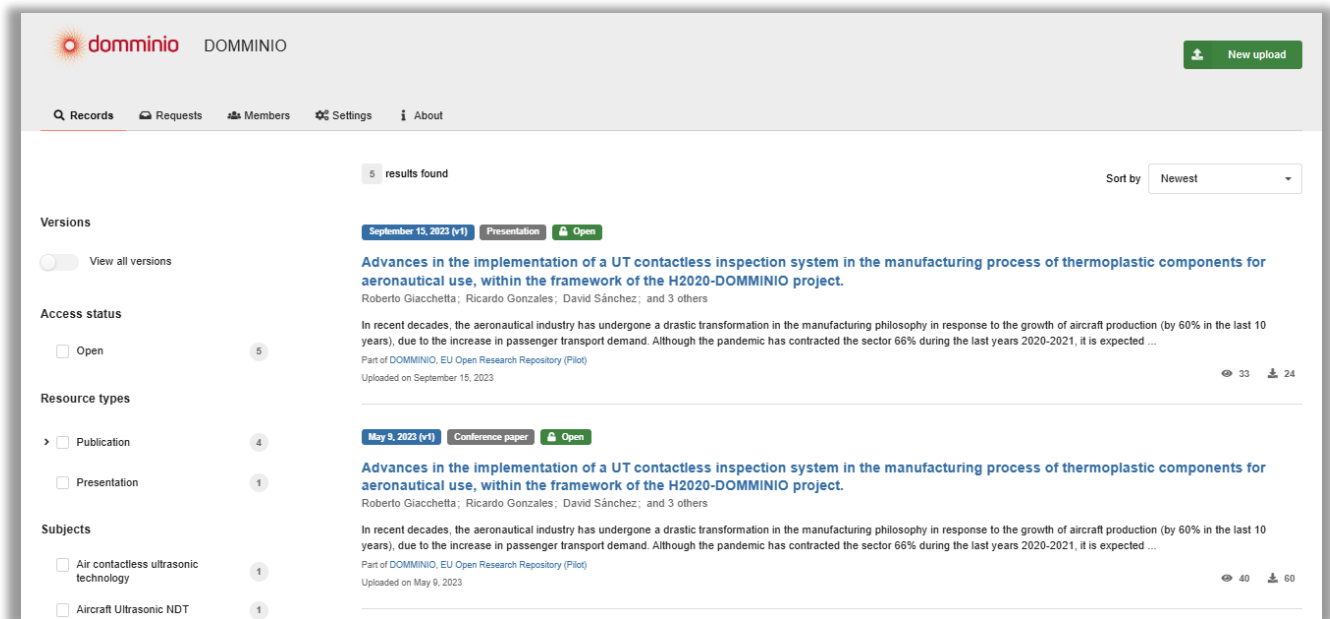 domminio DOMMINIO
New upload
Records Requests Members Settings About
5 results found
Sort by Newest
Versions
View all versions
Access status
Open 5
Resource types
Publication 4
Presentation 1
Subjects
Air contactless ultrasonic
technology 1
Aircraft Ultrasonic NDT 1
September 15, 2023 (v1) Presentation Open
Advances in the implementation of a UT contactless inspection system in the manufacturing process of thermoplastic components for
aeronautical use, within the framework of the H2020-DOMMINIO project.
Roberto Giacchetta; Ricardo Gonzales; David Sánchez; and 3 others
In recent decades, the aeronautical industry has undergone a drastic transformation in the manufacturing philosophy in response to the growth of aircraft production (by 60% in the last 10
years), due to the increase in passenger transport demand. Although the pandemic has contracted the sector 66% during the last years 2020-2021, it is expected ...
Part of DOMMINIO, EU Open Research Repository (Pilot)
Uploaded on September 15, 2023
33 24
May 9, 2023 (v1) Conference paper Open
Advances in the implementation of a UT contactless inspection system in the manufacturing process of thermoplastic components for
aeronautical use, within the framework of the H2020-DOMMINIO project.
Roberto Giacchetta; Ricardo Gonzales; David Sánchez; and 3 others
In recent decades, the aeronautical industry has undergone a drastic transformation in the manufacturing philosophy in response to the growth of aircraft production (by 60% in the last 10
years), due to the increase in passenger transport demand. Although the pandemic has contracted the sector 66% during the last years 2020-2021, it is expected ...
Part of DOMMINIO, EU Open Research Repository (Pilot)
Uploaded on May 9, 2023
40 60